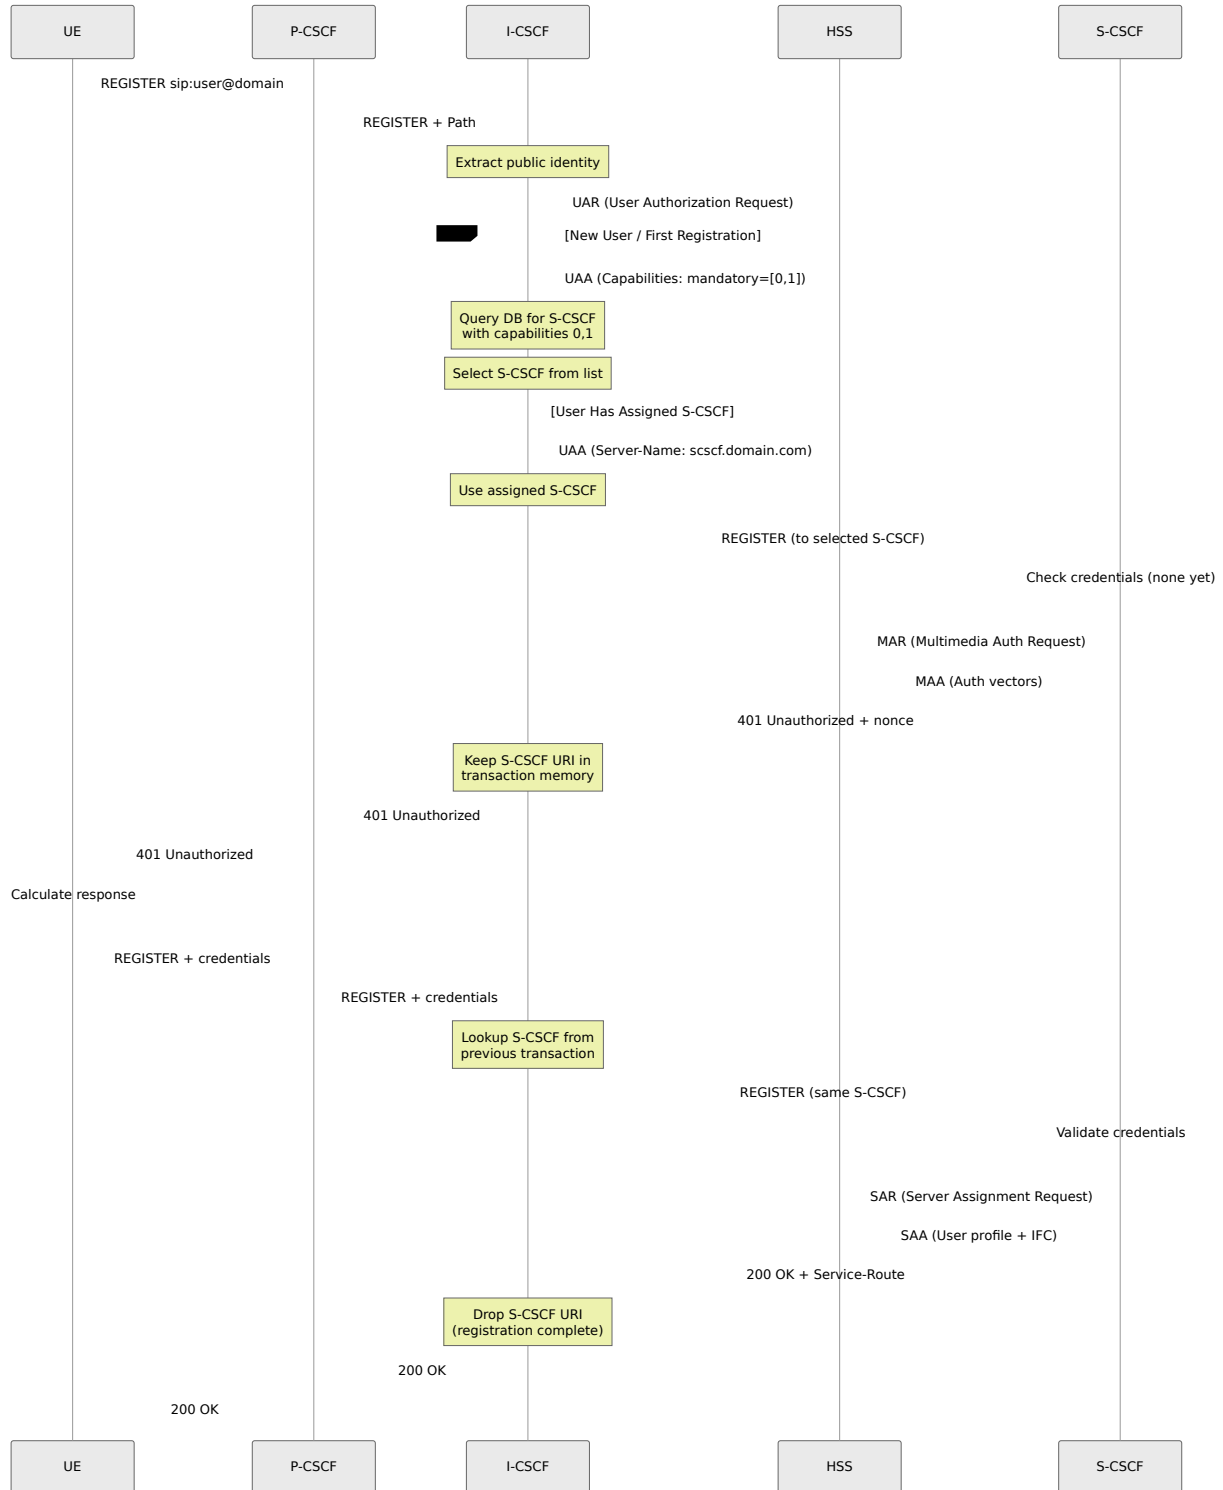 UE
P-CSCF
I-CSCF
HSS
S-CSCF
REGISTER sip:user@domain
REGISTER + Path
Extract public identity
UAR (User Authorization Request)
[New User / First Registration]
UAA (Capabilities: mandatory=[0,1])
Query DB for S-CSCF
with capabilities 0,1
Select S-CSCF from list
[User Has Assigned S-CSCF]
UAA (Server-Name: scscf.domain.com)
Use assigned S-CSCF
REGISTER (to selected S-CSCF)
Check credentials (none yet)
MAR (Multimedia Auth Request)
MAA (Auth vectors)
401 Unauthorized + nonce
Keep S-CSCF URI in
transaction memory
401 Unauthorized
401 Unauthorized
Calculate response
REGISTER + credentials
REGISTER + credentials
Lookup S-CSCF from
previous transaction
REGISTER (same S-CSCF)
Validate credentials
SAR (Server Assignment Request)
SAA (User profile + IFC)
200 OK + Service-Route
Drop S-CSCF URI
(registration complete)
200 OK
200 OK
UE
P-CSCF
I-CSCF
HSS
S-CSCF